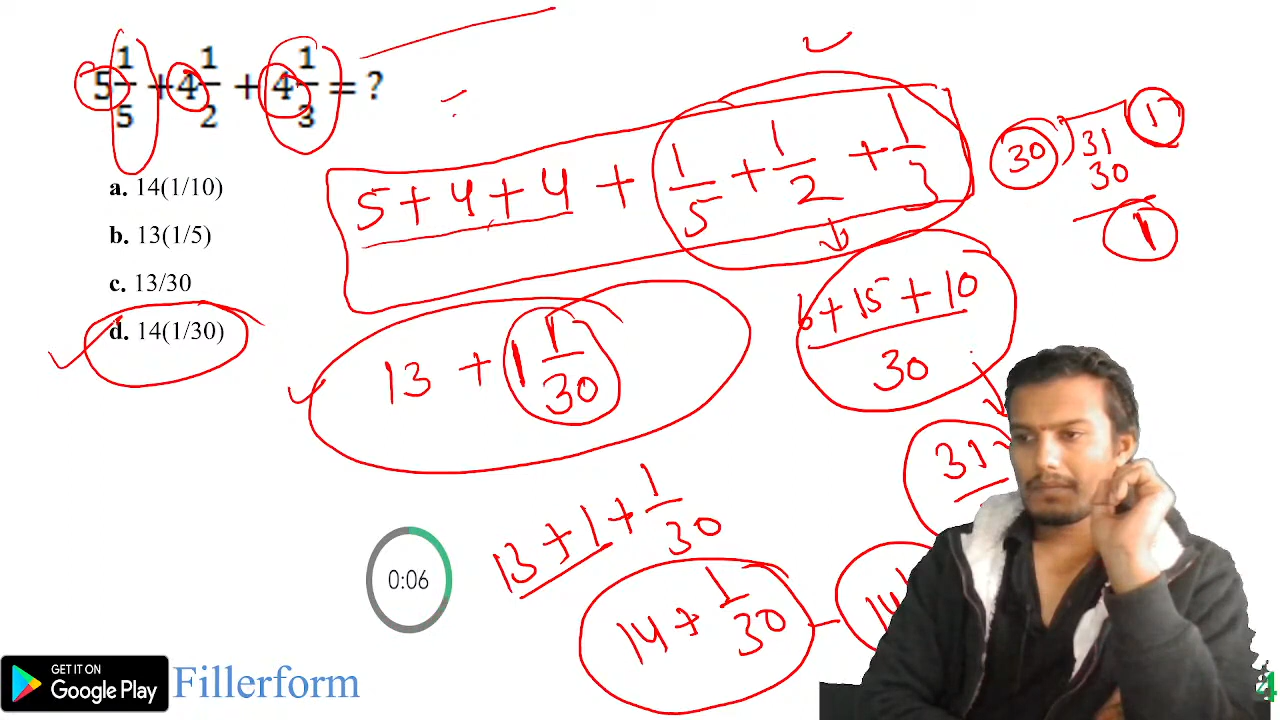 5 1/5 + 4 1/2 + 4 1/3 = ?
a. 14(1/10)
b. 13(1/5)
c. 13/30
d. 14(1/30)
=
5 + 4 + 4 + 1/5 + 1/2 + 1/3
30 ) 31 ( 1
30
1
6 + 15 + 10 / 30
13 + 1 1/30
31
13 + 1 + 1/30
14 + 1/30
14
0:06
GET IT ON
Google Play
Fillerform
4